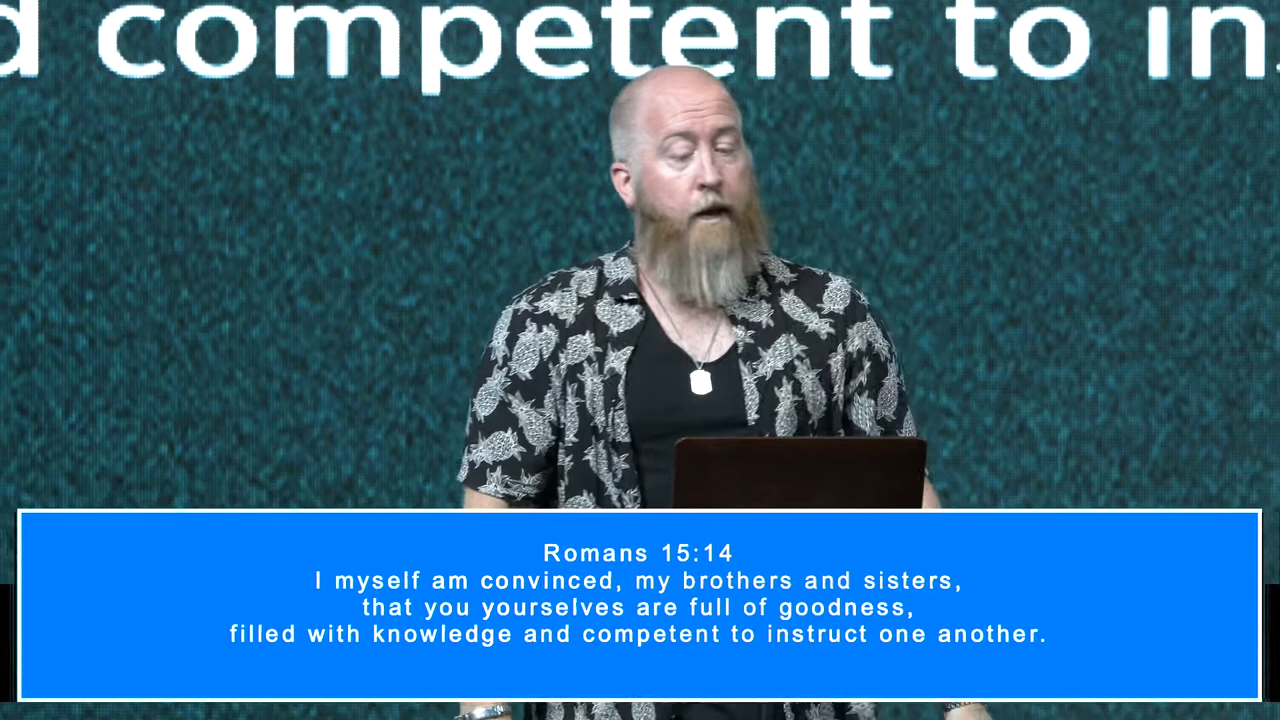 d competent to ins
Romans 15:14
I myself am convinced, my brothers and sisters,
that you yourselves are full of goodness,
filled with knowledge and competent to instruct one another.